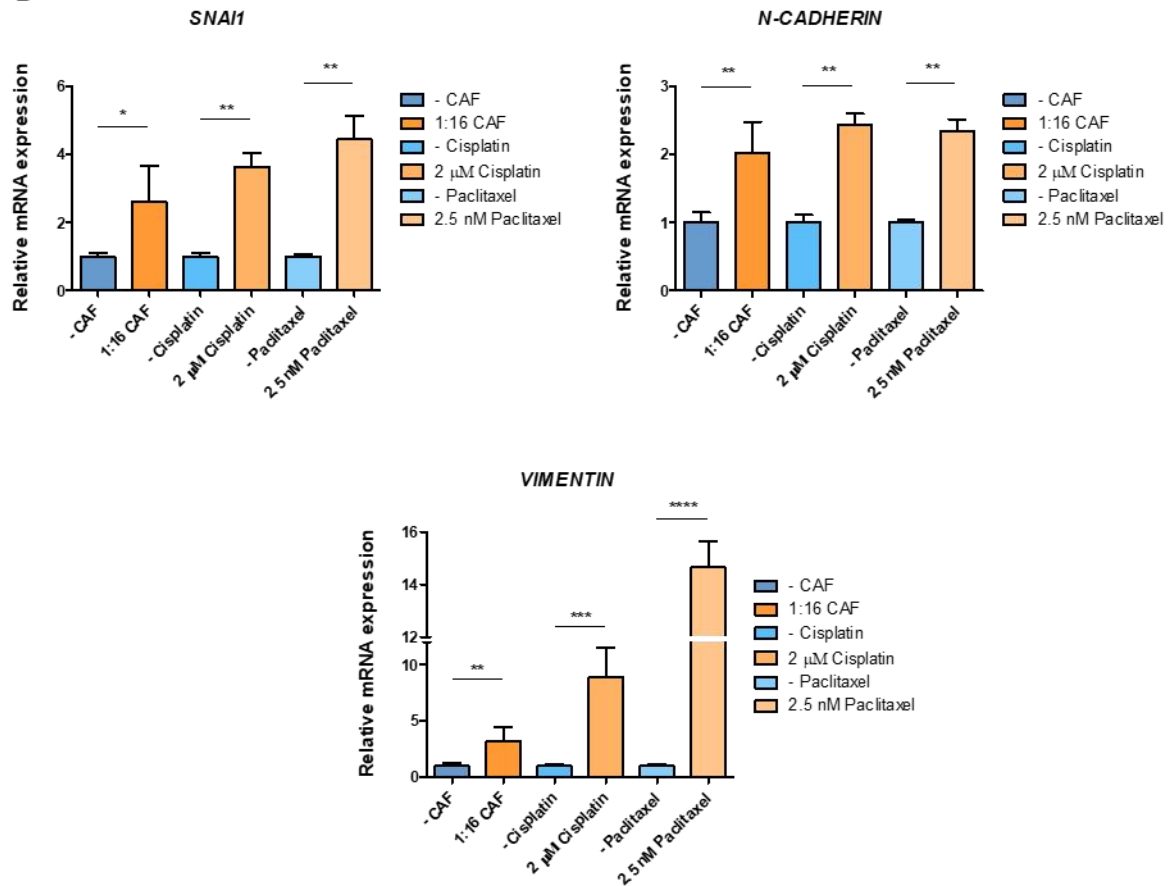 SNAI1
Relative mRNA expression
6
4
2
0
*
**
**
- CAF
1:16 CAF
- Cisplatin
2 µM Cisplatin
- Paclitaxel
2.5 nM Paclitaxel
- CAF
1:16 CAF
- Cisplatin
2 μM Cisplatin
- Paclitaxel
2.5 nM Paclitaxel
N-CADHERIN
Relative mRNA expression
3
2
1
0
**
**
**
- CAF
1:16 CAF
- Cisplatin
2 µM Cisplatin
- Paclitaxel
2.5 nM Paclitaxel
- CAF
1:16 CAF
- Cisplatin
2 μM Cisplatin
- Paclitaxel
2.5 nM Paclitaxel
VIMENTIN
Relative mRNA expression
16
14
12
10
5
0
**
***
****
- CAF
1:16 CAF
- Cisplatin
2 µM Cisplatin
- Paclitaxel
2.5 nM Paclitaxel
- CAF
1:16 CAF
- Cisplatin
2 μM Cisplatin
- Paclitaxel
2.5 nM Paclitaxel